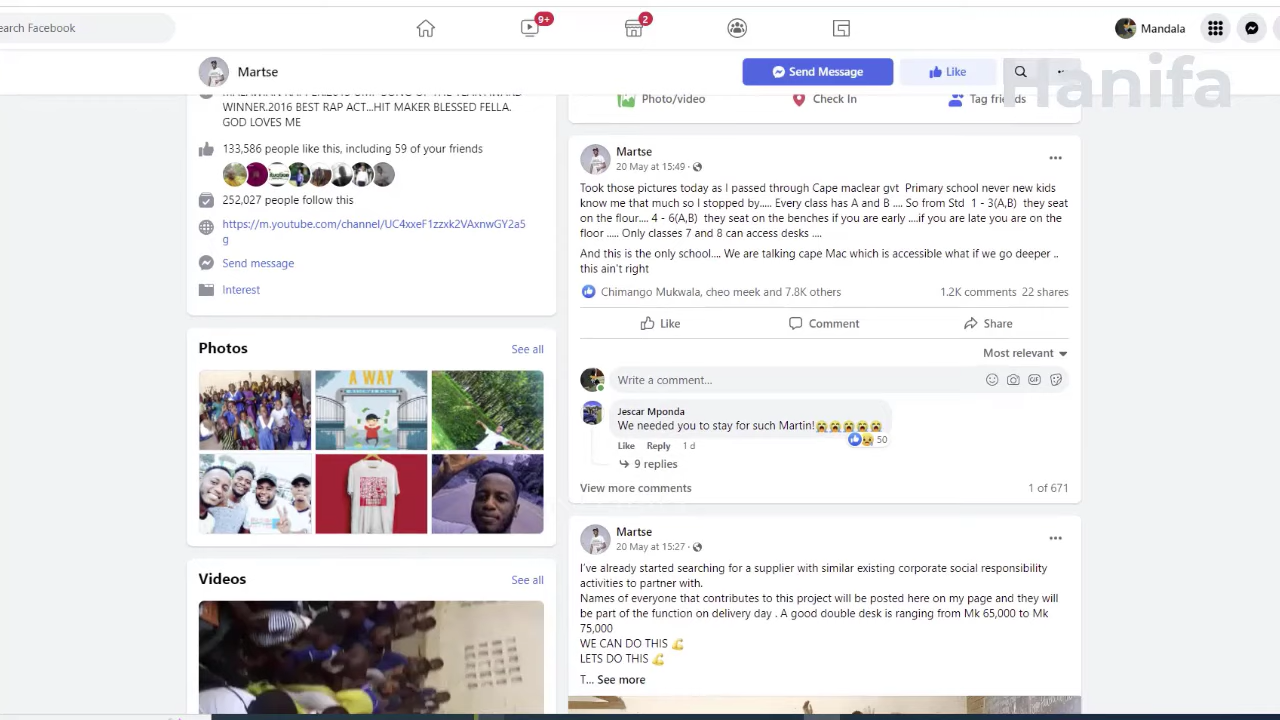 earch Facebook
9+
2
Mandala
Martse
Send Message
Like
Hanifa
WINNER.2016 BEST RAP ACT...HIT MAKER BLESSED FELLA.
GOD LOVES ME
133,586 people like this, including 59 of your friends
252,027 people follow this
https://m.youtube.com/channel/UC4xxeF1zzxk2VAxnwGY2a5
g
Send message
Interest
Photos
See all
A WAY
Videos
See all
Photo/video
Check In
Tag friends
Martse
20 May at 15:49
Took those pictures today as I passed through Cape maclear gvt Primary school never new kids
know me that much so I stopped by..... Every class has A and B .... So from Std 1 - 3(A,B) they seat
on the flour.... 4 - 6(A,B) they seat on the benches if you are early ....if you are late you are on the
floor ..... Only classes 7 and 8 can access desks ....
And this is the only school.... We are talking cape Mac which is accessible what if we go deeper ..
this ain't right
Chimango Mukwala, cheo meek and 7.8K others
1.2K comments 22 shares
Like
Comment
Share
Most relevant
Write a comment...
GIF
Jescar Mponda
We needed you to stay for such Martin!😭😭😭😭😭
50
Like Reply 1 d
9 replies
View more comments
1 of 671
Martse
20 May at 15:27
I've already started searching for a supplier with similar existing corporate social responsibility
activities to partner with.
Names of everyone that contributes to this project will be posted here on my page and they will
be part of the function on delivery day . A good double desk is ranging from Mk 65,000 to Mk
75,000
WE CAN DO THIS 💪
LETS DO THIS 💪
T... See more